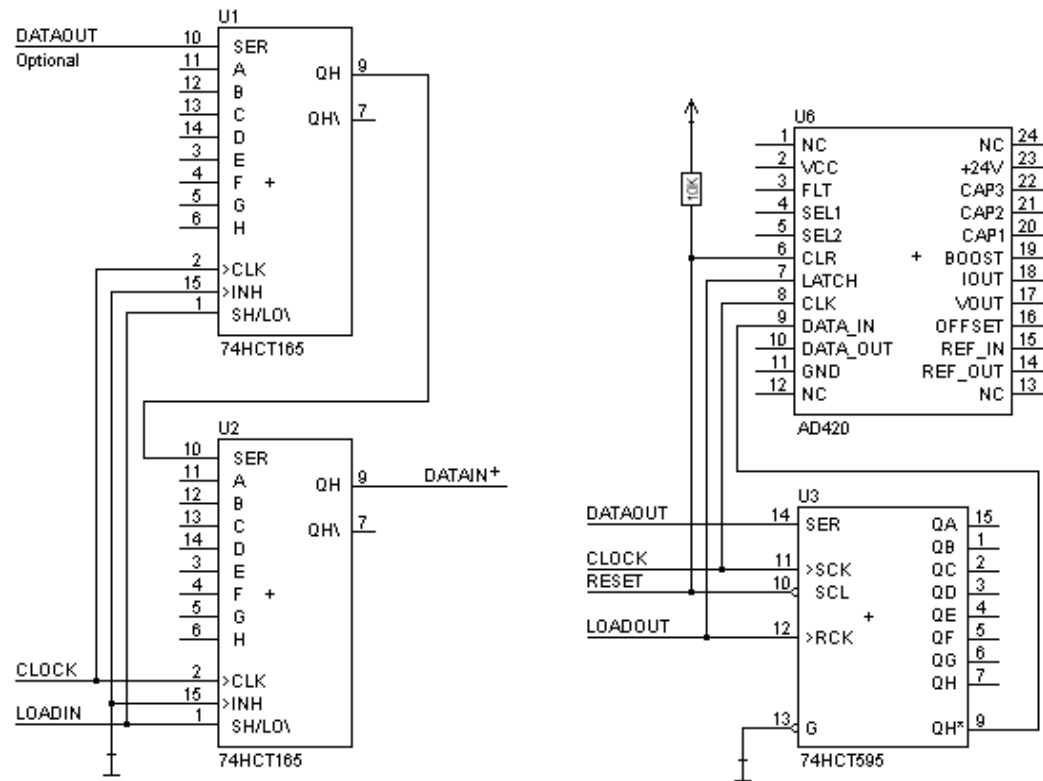 U1
DATAOUT
10
SER
Optional
11
A
QH
9
12
B
13
C
QH\
7
14
D
3
E
4
F
+
5
G
6
H
2
>CLK
15
>INH
1
SH/LO\
74HCT165
U2
10
SER
11
A
QH
9
DATAIN+
12
B
13
C
QH\
7
14
D
3
E
4
F
+
5
G
6
H
CLOCK
2
>CLK
15
>INH
LOADIN
1
SH/LO\
74HCT165
10K
U6
1
NC
NC
24
2
VCC
+24V
23
3
FLT
CAP3
22
4
SEL1
CAP2
21
5
SEL2
CAP1
20
6
CLR
+
BOOST
19
7
LATCH
IOUT
18
8
CLK
VOUT
17
9
DATA_IN
OFFSET
16
10
DATA_OUT
REF_IN
15
11
GND
REF_OUT
14
12
NC
NC
13
AD420
U3
DATAOUT
14
SER
QA
15
QB
1
CLOCK
11
>SCK
QC
2
RESET
10
SCL
QD
3
+
QE
4
LOADOUT
12
>RCK
QF
5
QG
6
QH
7
13
G
QH*
9
74HCT595